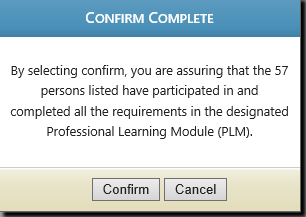 Confirm Complete
By selecting confirm, you are assuring that the 57
persons listed have participated in and
completed all the requirements in the designated
Professional Learning Module (PLM).
Confirm Cancel